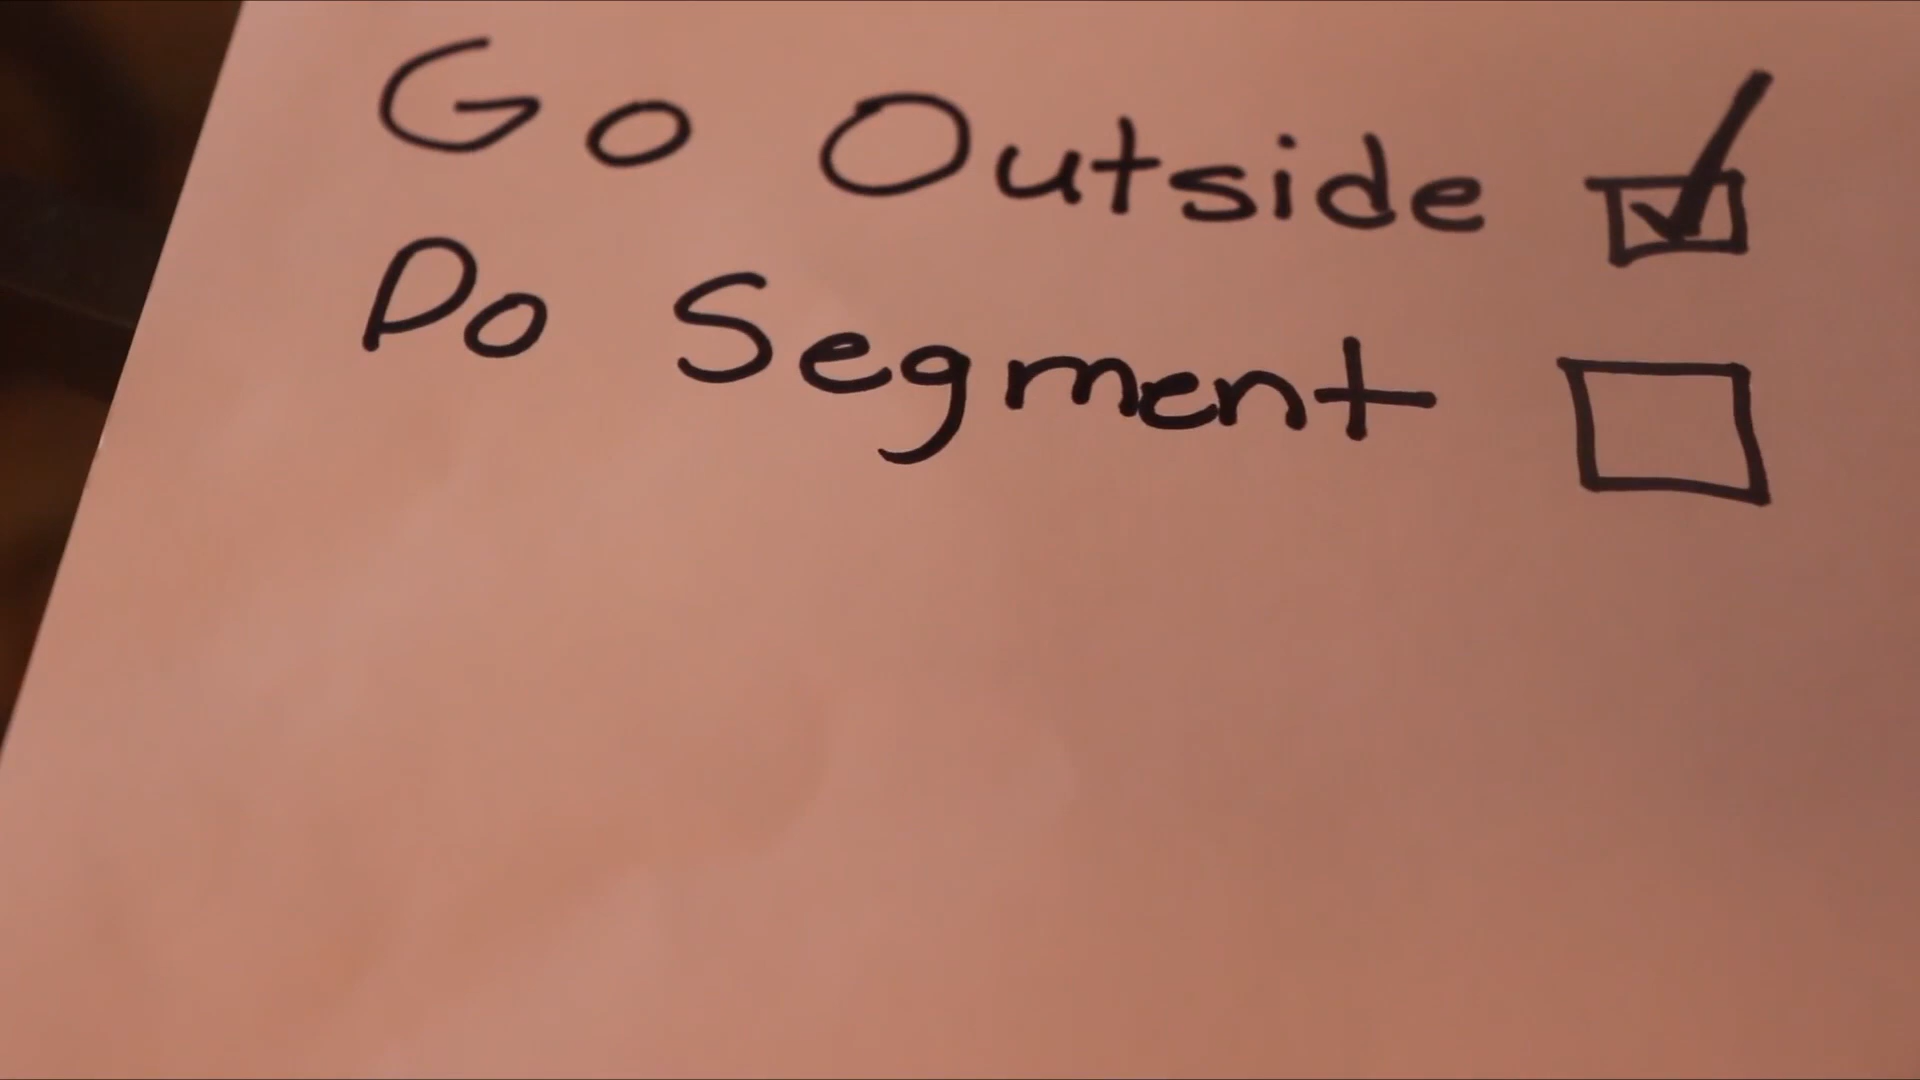 Go Outside ☑
Do Segment ☐